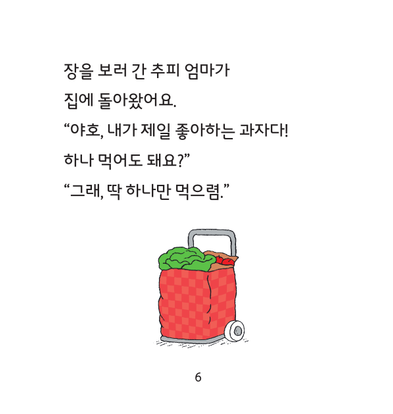 장을 보러 간 추피 엄마가
집에 돌아왔어요.
“야호, 내가 제일 좋아하는 과자다!
하나 먹어도 돼요?”
“그래, 딱 하나만 먹으렴.”
6